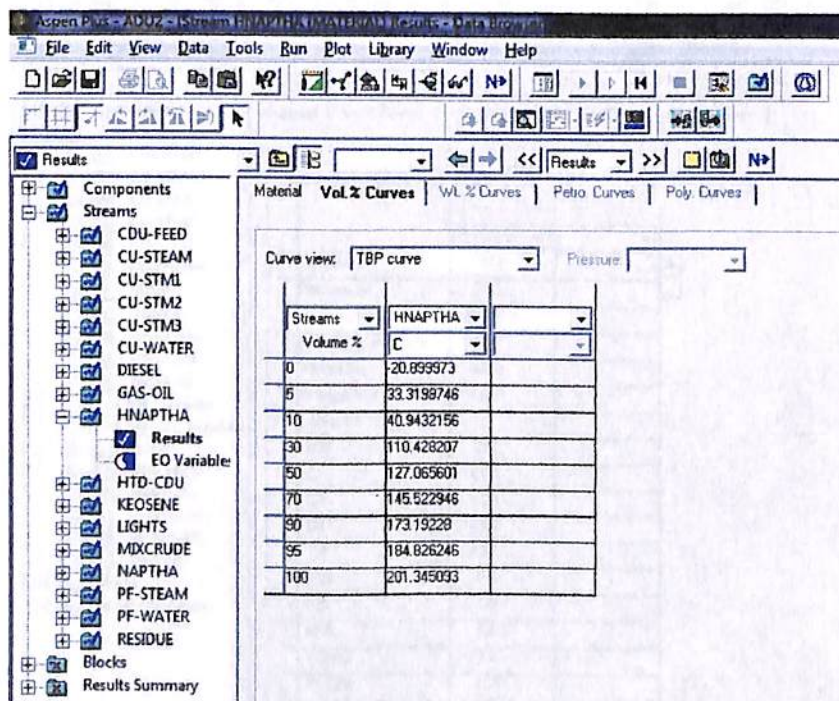 Aspen Plus - ADU2 - [Stream HNAPTHA (MATERIAL) Results - Data Browser
File Edit View Data Tools Run Plot Library Window Help
N▸
Results
Results
N▸
Components
Streams
CDU-FEED
CU-STEAM
CU-STM1
CU-STM2
CU-STM3
CU-WATER
DIESEL
GAS-OIL
HNAPTHA
Results
EO Variable
HTD-CDU
KEOSENE
LIGHTS
MIXCRUDE
NAPTHA
PF-STEAM
PF-WATER
RESIDUE
Blocks
Results Summary
Material Vol.% Curves Wt. % Curves Petro. Curves Poly. Curves
Curve view: TBP curve Pressure:
Streams HNAPTHA
Volume % C
0 -20.899973
5 33.3199746
10 40.9432156
30 110.428207
50 127.065601
70 145.522946
90 173.19228
95 184.826246
100 201.345093